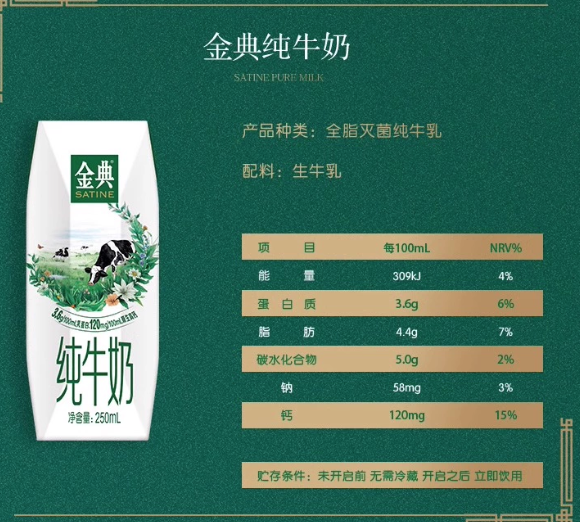 金典纯牛奶
SATINE PURE MILK
产品种类：全脂灭菌纯牛乳
配料：生牛乳
金典
SATINE
3.6g/100mL乳蛋白120mg/100mL原生高钙
纯牛奶
净含量：250mL
项 目 每100mL NRV%
能 量 309kJ 4%
蛋 白 质 3.6g 6%
脂 肪 4.4g 7%
碳水化合物 5.0g 2%
钠 58mg 3%
钙 120mg 15%
贮存条件：未开启前 无需冷藏 开启之后 立即饮用